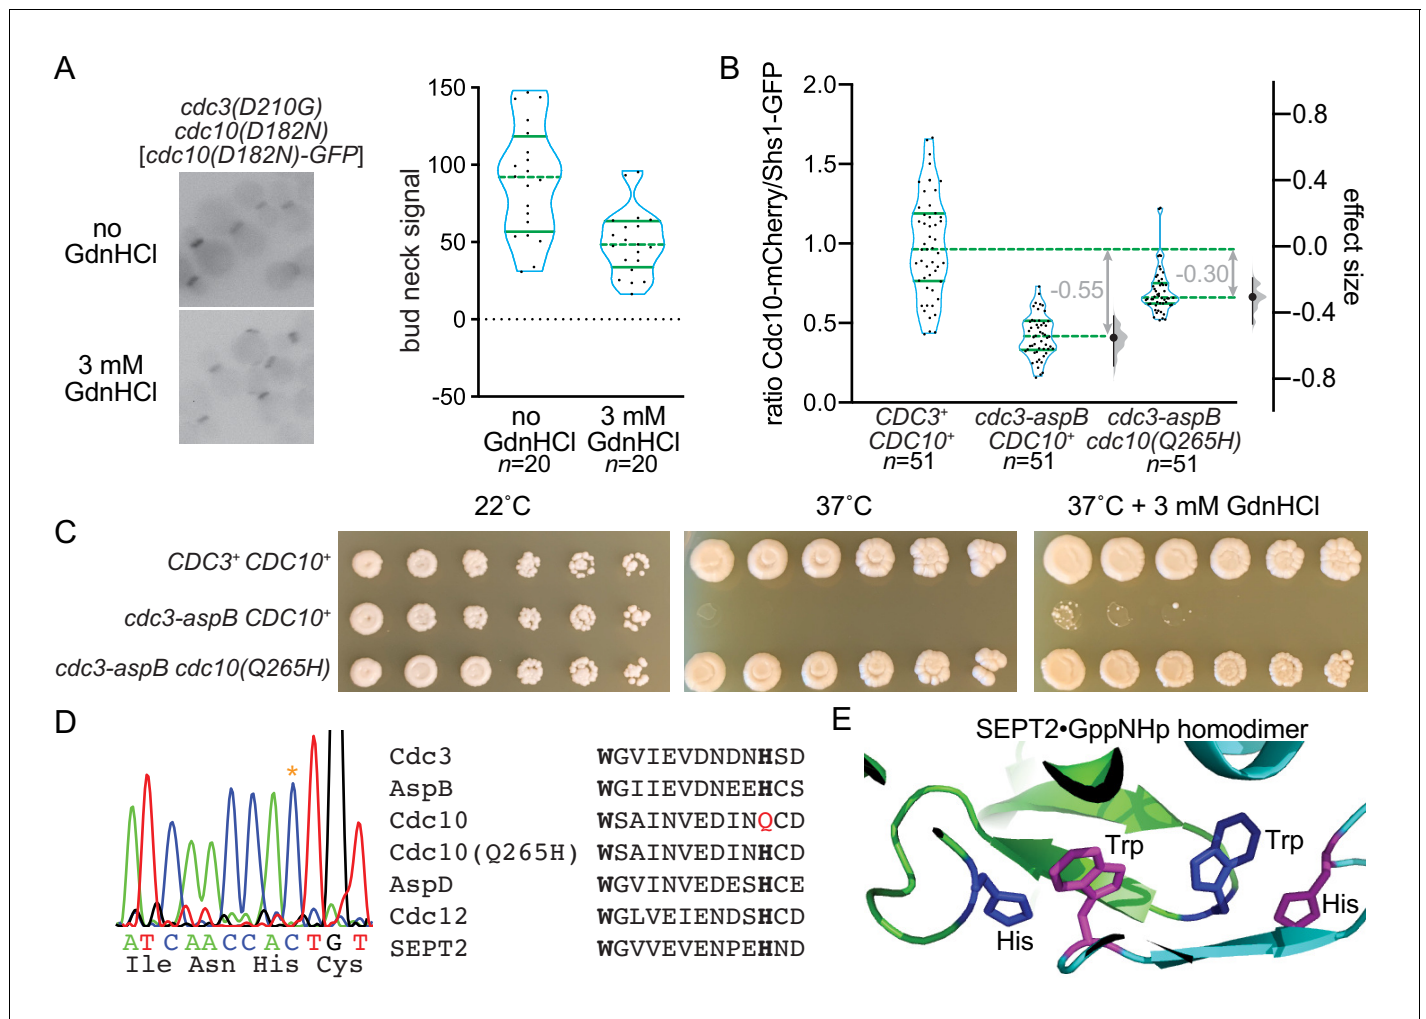 A
cdc3(D210G)
cdc10(D182N)
[cdc10(D182N)-GFP]
no
GdnHCl
3 mM
GdnHCl
bud neck signal
150
100
50
0
-50
no
GdnHCl
n=20
3 mM
GdnHCl
n=20
B
ratio Cdc10-mCherry/Shs1-GFP
2.0
1.5
1.0
0.5
0.0
-0.55
-0.30
0.8
0.4
0.0
-0.4
-0.8
effect size
CDC3+
CDC10+
n=51
cdc3-aspB
CDC10+
n=51
cdc3-aspB
cdc10(Q265H)
n=51
C
22˚C
37˚C
37˚C + 3 mM GdnHCl
CDC3+ CDC10+
cdc3-aspB CDC10+
cdc3-aspB cdc10(Q265H)
D
*
ATCAACCACTGT
Ile Asn His Cys
Cdc3 WGVIEVDNDNHSD
AspB WGIIEVDNEEHCS
Cdc10 WSAINVEDINQCD
Cdc10(Q265H) WSAINVEDINHCD
AspD WGVINVEDESHCE
Cdc12 WGLVEIENDSHCD
SEPT2 WGVVEVENPEHND
E
SEPT2•GppNHp homodimer
Trp
Trp
His
His